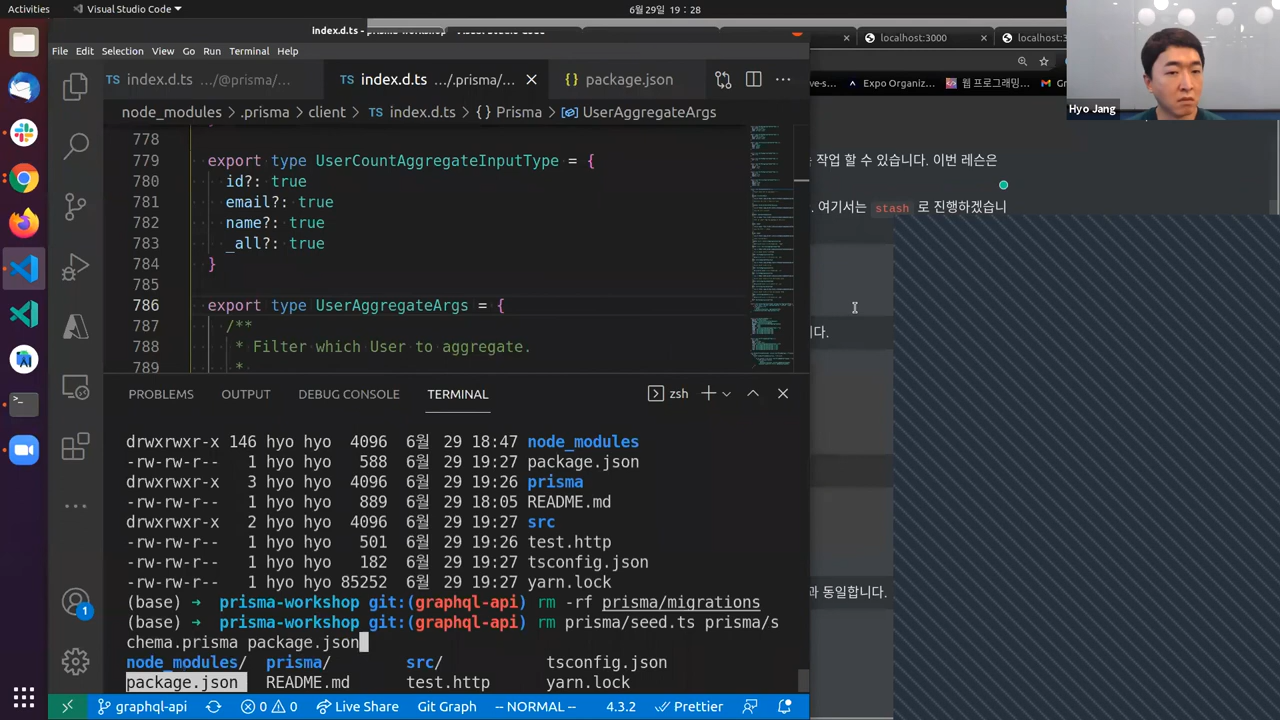 Activities
Visual Studio Code
6월 29일 19 : 28
index.d.ts -
File Edit Selection View Go Run Terminal Help
localhost:3000
Expo Organiz...
웹 프로그래밍...
Hyo Jang
index.d.ts .../@prisma/...
index.d.ts .../.prisma/...
{} package.json
node_modules > .prisma > client > TS index.d.ts > {} Prisma > UserAggregateArgs
778
779 export type UserCountAggregateInputType = {
780 id?: true
781 email?: true
782 name?: true
783 _all?: true
784 }
785
786 export type UserAggregateArgs = {
787 /**
788 * Filter which User to aggregate.
789 *
작업 할 수 있습니다. 이번 레슨은
여기서는 stash 로 진행하겠습니
다.
동일합니다.
PROBLEMS OUTPUT DEBUG CONSOLE TERMINAL
zsh
drwxrwxr-x 146 hyo hyo 4096 6월 29 18:47 node_modules
-rw-rw-r-- 1 hyo hyo 588 6월 29 19:27 package.json
drwxrwxr-x 3 hyo hyo 4096 6월 29 19:26 prisma
-rw-rw-r-- 1 hyo hyo 889 6월 29 18:05 README.md
drwxrwxr-x 2 hyo hyo 4096 6월 29 19:27 src
-rw-rw-r-- 1 hyo hyo 501 6월 29 19:26 test.http
-rw-rw-r-- 1 hyo hyo 182 6월 29 19:27 tsconfig.json
-rw-rw-r-- 1 hyo hyo 85252 6월 29 19:27 yarn.lock
(base) → prisma-workshop git:(graphql-api) rm -rf prisma/migrations
(base) → prisma-workshop git:(graphql-api) rm prisma/seed.ts prisma/s
chema.prisma package.json
node_modules/ prisma/ src/ tsconfig.json
package.json README.md test.http yarn.lock
1
graphql-api 0 0 Live Share Git Graph -- NORMAL -- 4.3.2 Prettier